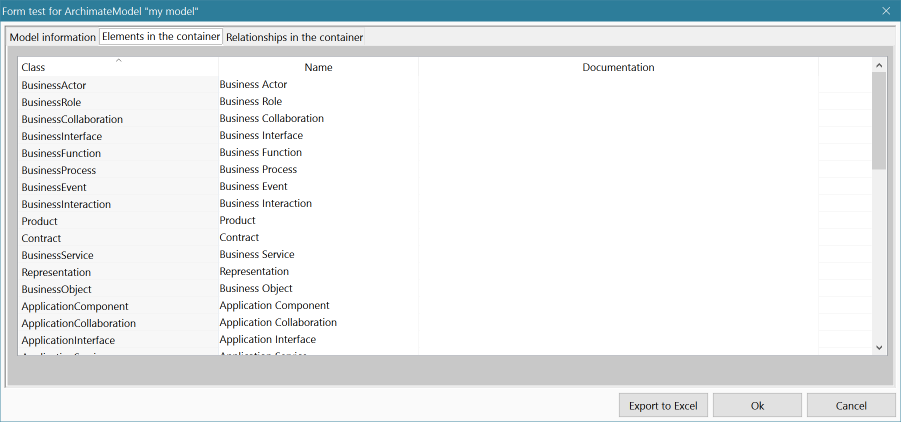 Form test for ArchimateModel "my model"
Model information Elements in the container Relationships in the container
Class Name Documentation
BusinessActor Business Actor
BusinessRole Business Role
BusinessCollaboration Business Collaboration
BusinessInterface Business Interface
BusinessFunction Business Function
BusinessProcess Business Process
BusinessEvent Business Event
BusinessInteraction Business Interaction
Product Product
Contract Contract
BusinessService Business Service
Representation Representation
BusinessObject Business Object
ApplicationComponent Application Component
ApplicationCollaboration Application Collaboration
ApplicationInterface Application Interface
Export to Excel Ok Cancel